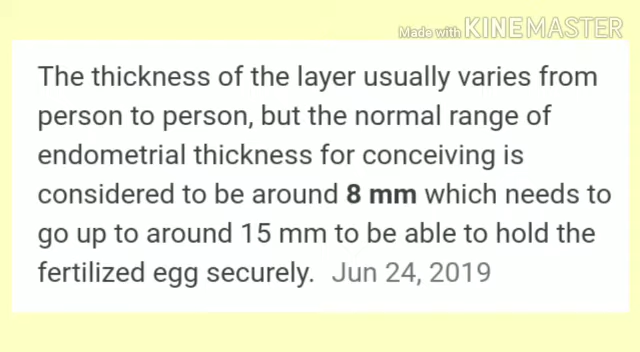 Made with KINEMASTER
The thickness of the layer usually varies from
person to person, but the normal range of
endometrial thickness for conceiving is
considered to be around 8 mm which needs to
go up to around 15 mm to be able to hold the
fertilized egg securely. Jun 24, 2019